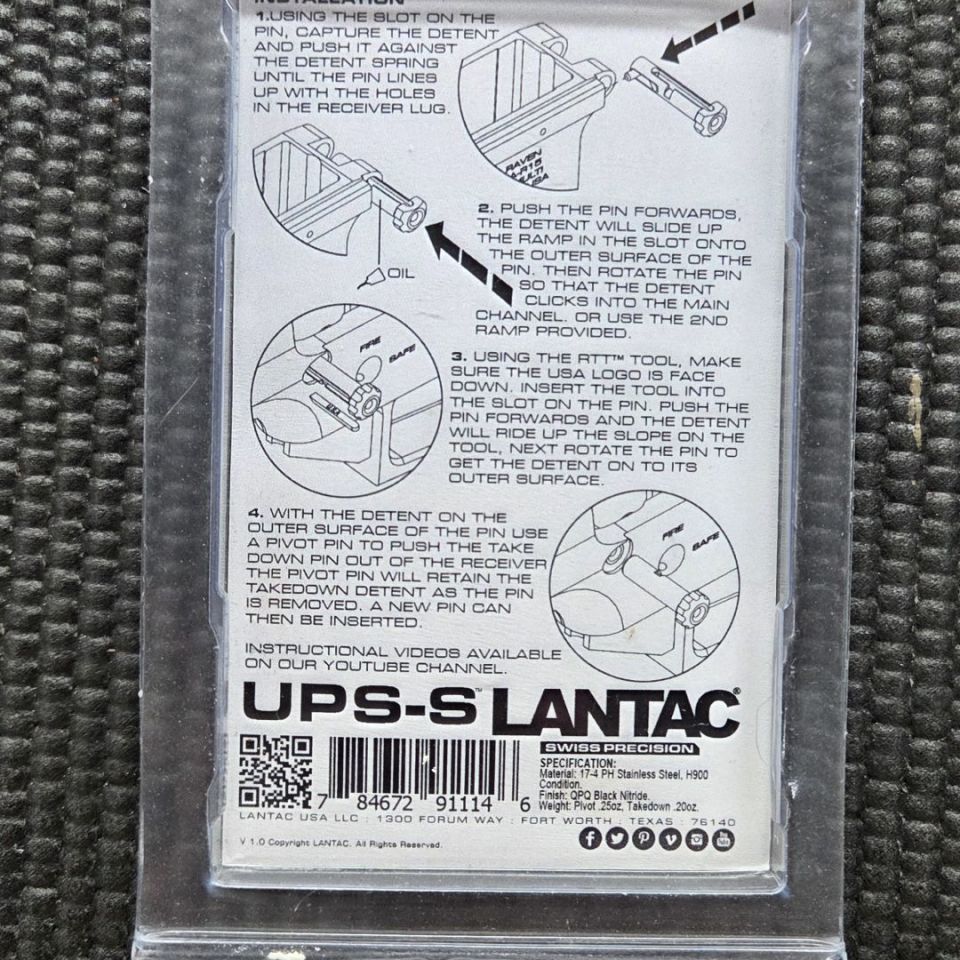 INSTALLATION
1.USING THE SLOT ON THE
PIN, CAPTURE THE DETENT
AND PUSH IT AGAINST
THE DETENT SPRING
UNTIL THE PIN LINES
UP WITH THE HOLES
IN THE RECEIVER LUG.
RAVEN
AR15
MULTI
USA
OIL
2. PUSH THE PIN FORWARDS,
THE DETENT WILL SLIDE UP
THE RAMP IN THE SLOT ONTO
THE OUTER SURFACE OF THE
PIN. THEN ROTATE THE PIN
SO THAT THE DETENT
CLICKS INTO THE MAIN
CHANNEL. OR USE THE 2ND
RAMP PROVIDED.
FIRE
SAFE
USA
3. USING THE RTT™ TOOL, MAKE
SURE THE USA LOGO IS FACE
DOWN. INSERT THE TOOL INTO
THE SLOT ON THE PIN. PUSH THE
PIN FORWARDS AND THE DETENT
WILL RIDE UP THE SLOPE ON THE
TOOL, NEXT ROTATE THE PIN TO
GET THE DETENT ON TO ITS
OUTER SURFACE.
4. WITH THE DETENT ON THE
OUTER SURFACE OF THE PIN USE
A PIVOT PIN TO PUSH THE TAKE
DOWN PIN OUT OF THE RECEIVER
THE PIVOT PIN WILL RETAIN THE
TAKEDOWN DETENT AS THE PIN
IS REMOVED. A NEW PIN CAN
THEN BE INSERTED.
FIRE
SAFE
INSTRUCTIONAL VIDEOS AVAILABLE
ON OUR YOUTUBE CHANNEL.
UPS-S™ LANTAC®
SWISS PRECISION
SPECIFICATION:
Material: 17-4 PH Stainless Steel, H900
Condition.
Finish: QPQ Black Nitride.
Weight: Pivot .25oz, Takedown .20oz.
7 84672 91114 6
LANTAC USA LLC : 1300 FORUM WAY : FORT WORTH : TEXAS : 76140
V 1.0 Copyright LANTAC. All Rights Reserved.